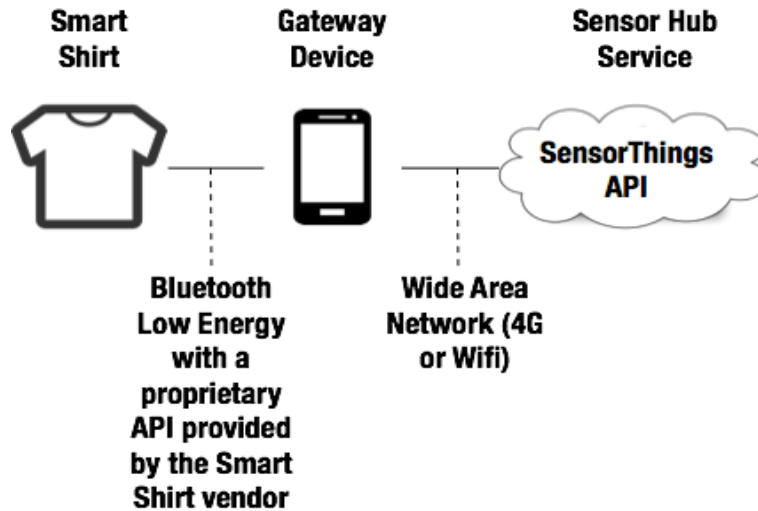 Smart
Shirt
Gateway
Device
Sensor Hub
Service
SensorThings
API
Bluetooth
Low Energy
with a
proprietary
API provided
by the Smart
Shirt vendor
Wide Area
Network (4G
or Wifi)